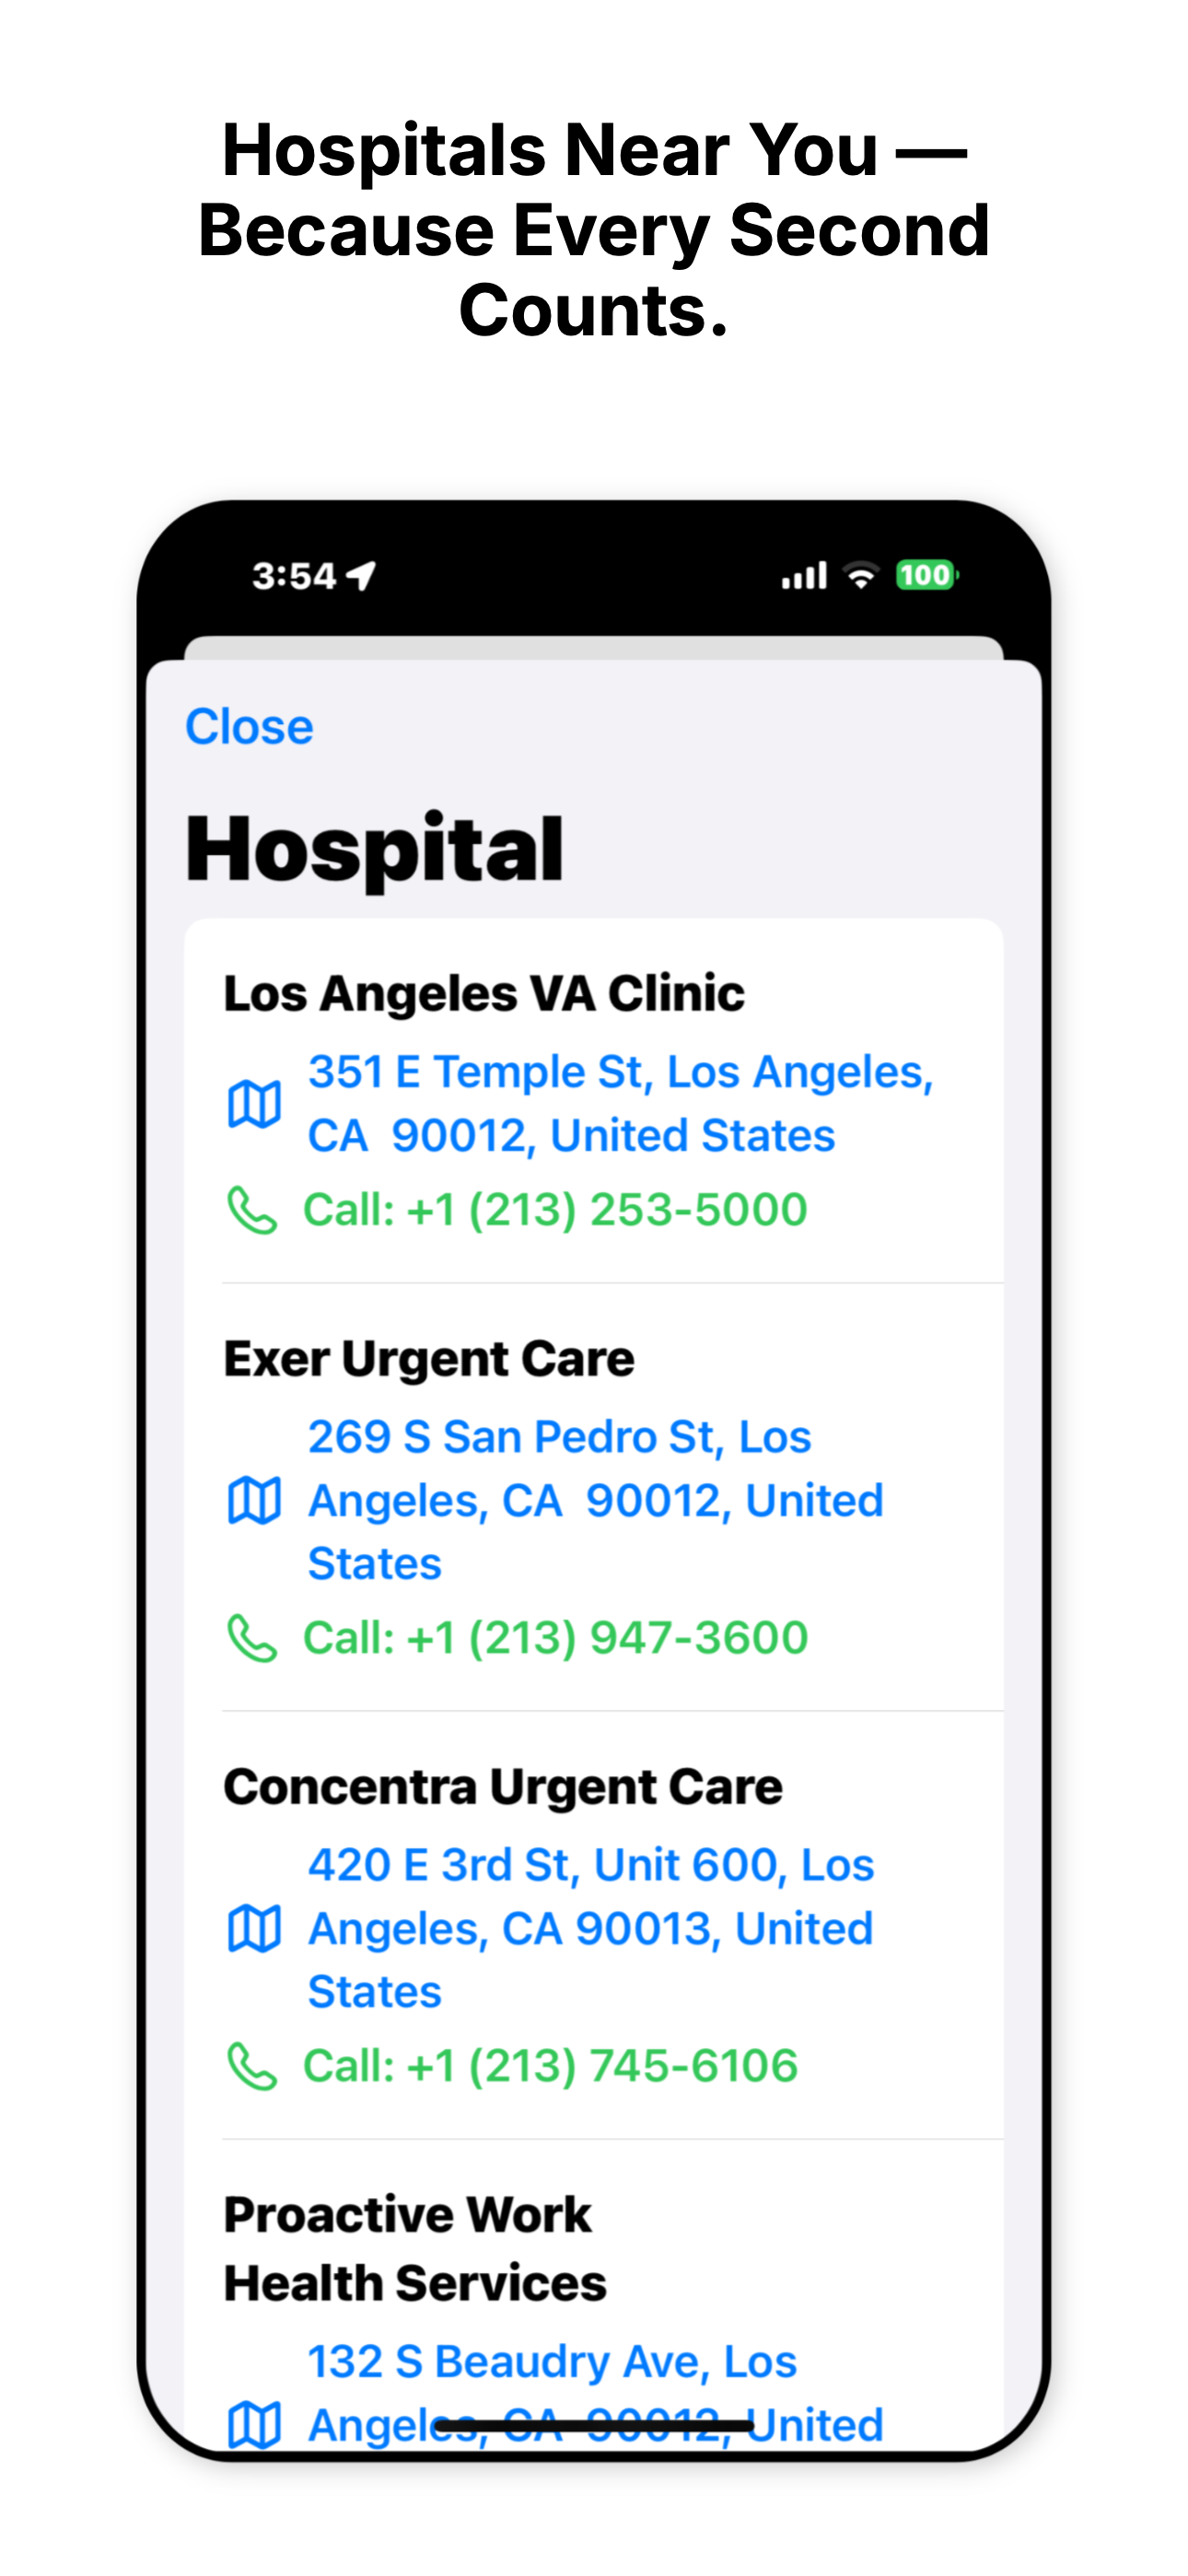 Hospitals Near You —
Because Every Second
Counts.
3:54
100
Close
Hospital
Los Angeles VA Clinic
351 E Temple St, Los Angeles,
CA  90012, United States
Call: +1 (213) 253-5000
Exer Urgent Care
269 S San Pedro St, Los
Angeles, CA  90012, United
States
Call: +1 (213) 947-3600
Concentra Urgent Care
420 E 3rd St, Unit 600, Los
Angeles, CA 90013, United
States
Call: +1 (213) 745-6106
Proactive Work
Health Services
132 S Beaudry Ave, Los
Angeles, CA  90012, United